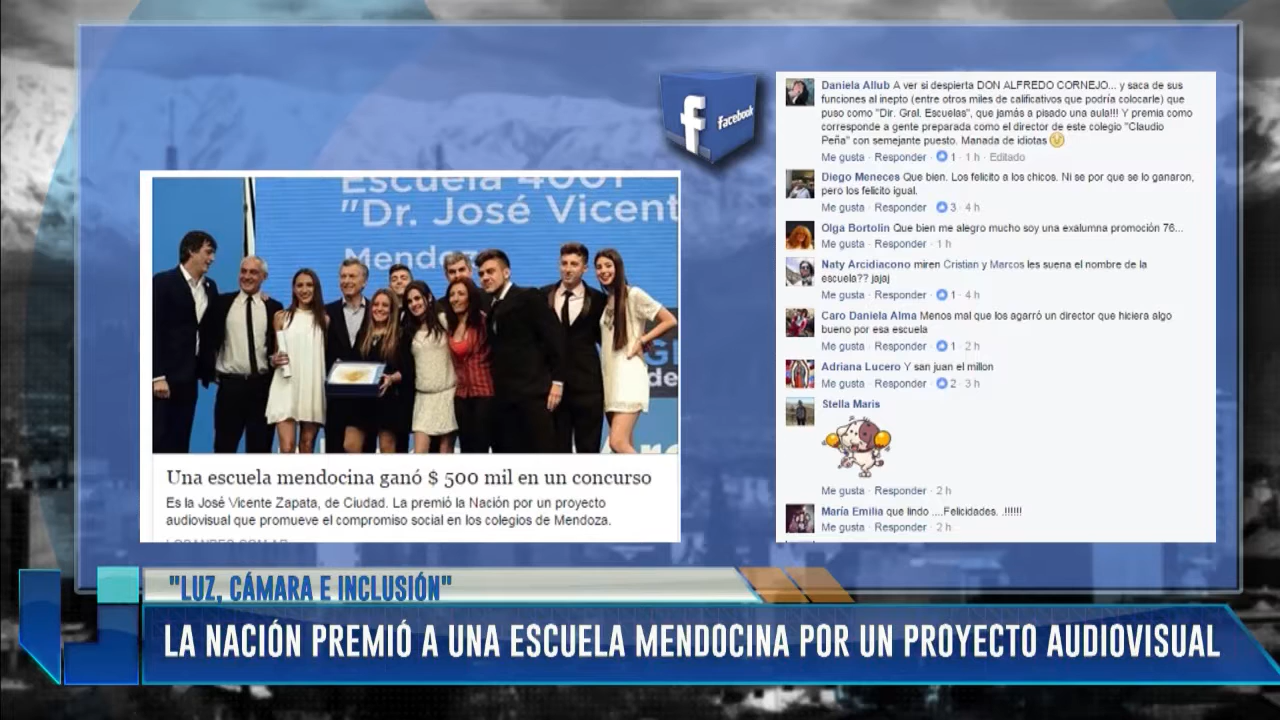 facebook
Escuela 4001
"Dr. José Vicent
Mendoz
Una escuela mendocina ganó $ 500 mil en un concurso
Es la José Vicente Zapata, de Ciudad. La premió la Nación por un proyecto
audiovisual que promueve el compromiso social en los colegios de Mendoza.
Daniela Allub A ver si despierta DON ALFREDO CORNEJO... y saca de sus
funciones al inepto (entre otros miles de calificativos que podría colocarle) que
puso como "Dir. Gral. Escuelas", que jamás a pisado una aula!!! Y premia como
corresponde a gente preparada como el director de este colegio "Claudio
Peña" con semejante puesto. Manada de idiotas
Me gusta · Responder · 1 · 1 h · Editado
Diego Meneces Que bien. Los felicito a los chicos. Ni se por que se lo ganaron,
pero los felicito igual.
Me gusta · Responder · 3 · 4 h
Olga Bortolin Que bien me alegro mucho soy una exalumna promoción 76...
Me gusta · Responder · 1 h
Naty Arcidiacono miren Cristian y Marcos les suena el nombre de la
escuela?? jajaj
Me gusta · Responder · 1 · 4 h
Caro Daniela Alma Menos mal que los agarró un director que hiciera algo
bueno por esa escuela
Me gusta · Responder · 1 · 2 h
Adriana Lucero Y san juan el millon
Me gusta · Responder · 2 · 3 h
Stella Maris
Me gusta · Responder · 2 h
María Emilia que lindo ....Felicidades. .!!!!!!
Me gusta · Responder · 2 h
"LUZ, CÁMARA E INCLUSIÓN"
LA NACIÓN PREMIÓ A UNA ESCUELA MENDOCINA POR UN PROYECTO AUDIOVISUAL